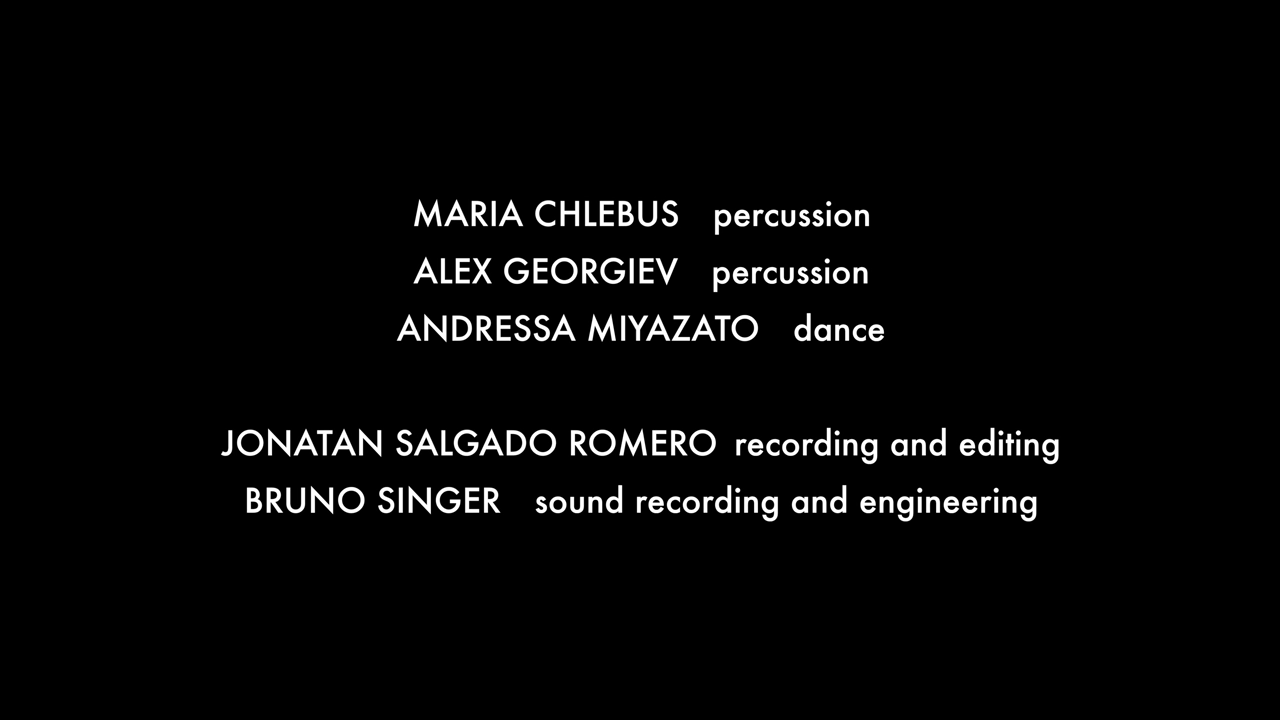 MARIA CHLEBUS percussion
ALEX GEORGIEV percussion
ANDRESSA MIYAZATO dance
JONATAN SALGADO ROMERO recording and editing
BRUNO SINGER sound recording and engineering